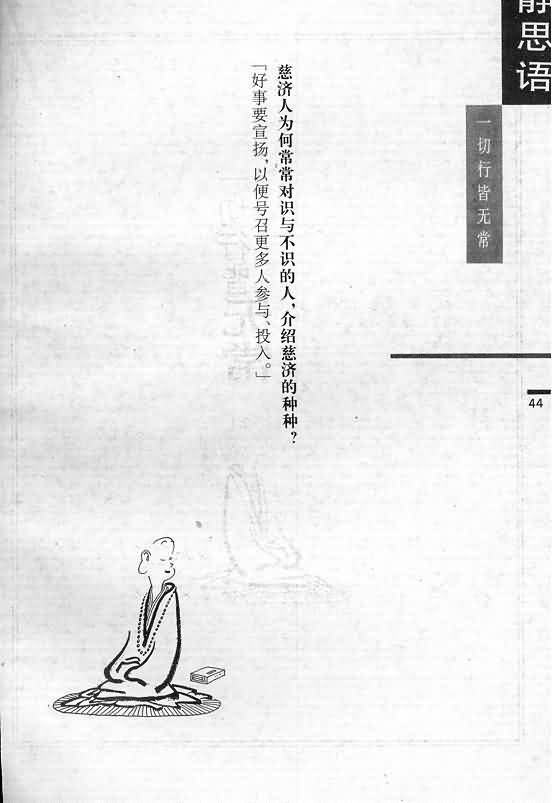 静思语
一切行皆无常
44
慈济人为何常常对识与不识的人，介绍慈济的种种？
「好事要宣扬，以便号召更多人参与、投入。」